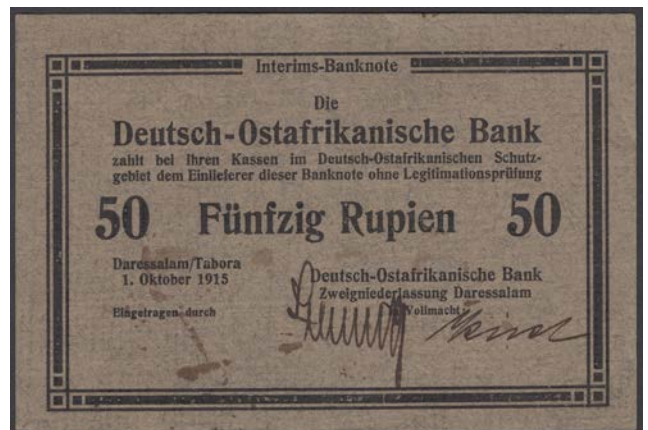 Interims-Banknote
Die
Deutsch-Ostafrikanische Bank
zahlt bei Ihren Kassen im Deutsch-Ostafrikanischen Schutz-
gebiet dem Einlieferer dieser Banknote ohne Legitimationsprüfung
50 Fünfzig Rupien 50
Daressalam/Tabora
1. Oktober 1915
Deutsch-Ostafrikanische Bank
Zweigniederlassung Daressalam
Eingetragen durch
Vollmacht